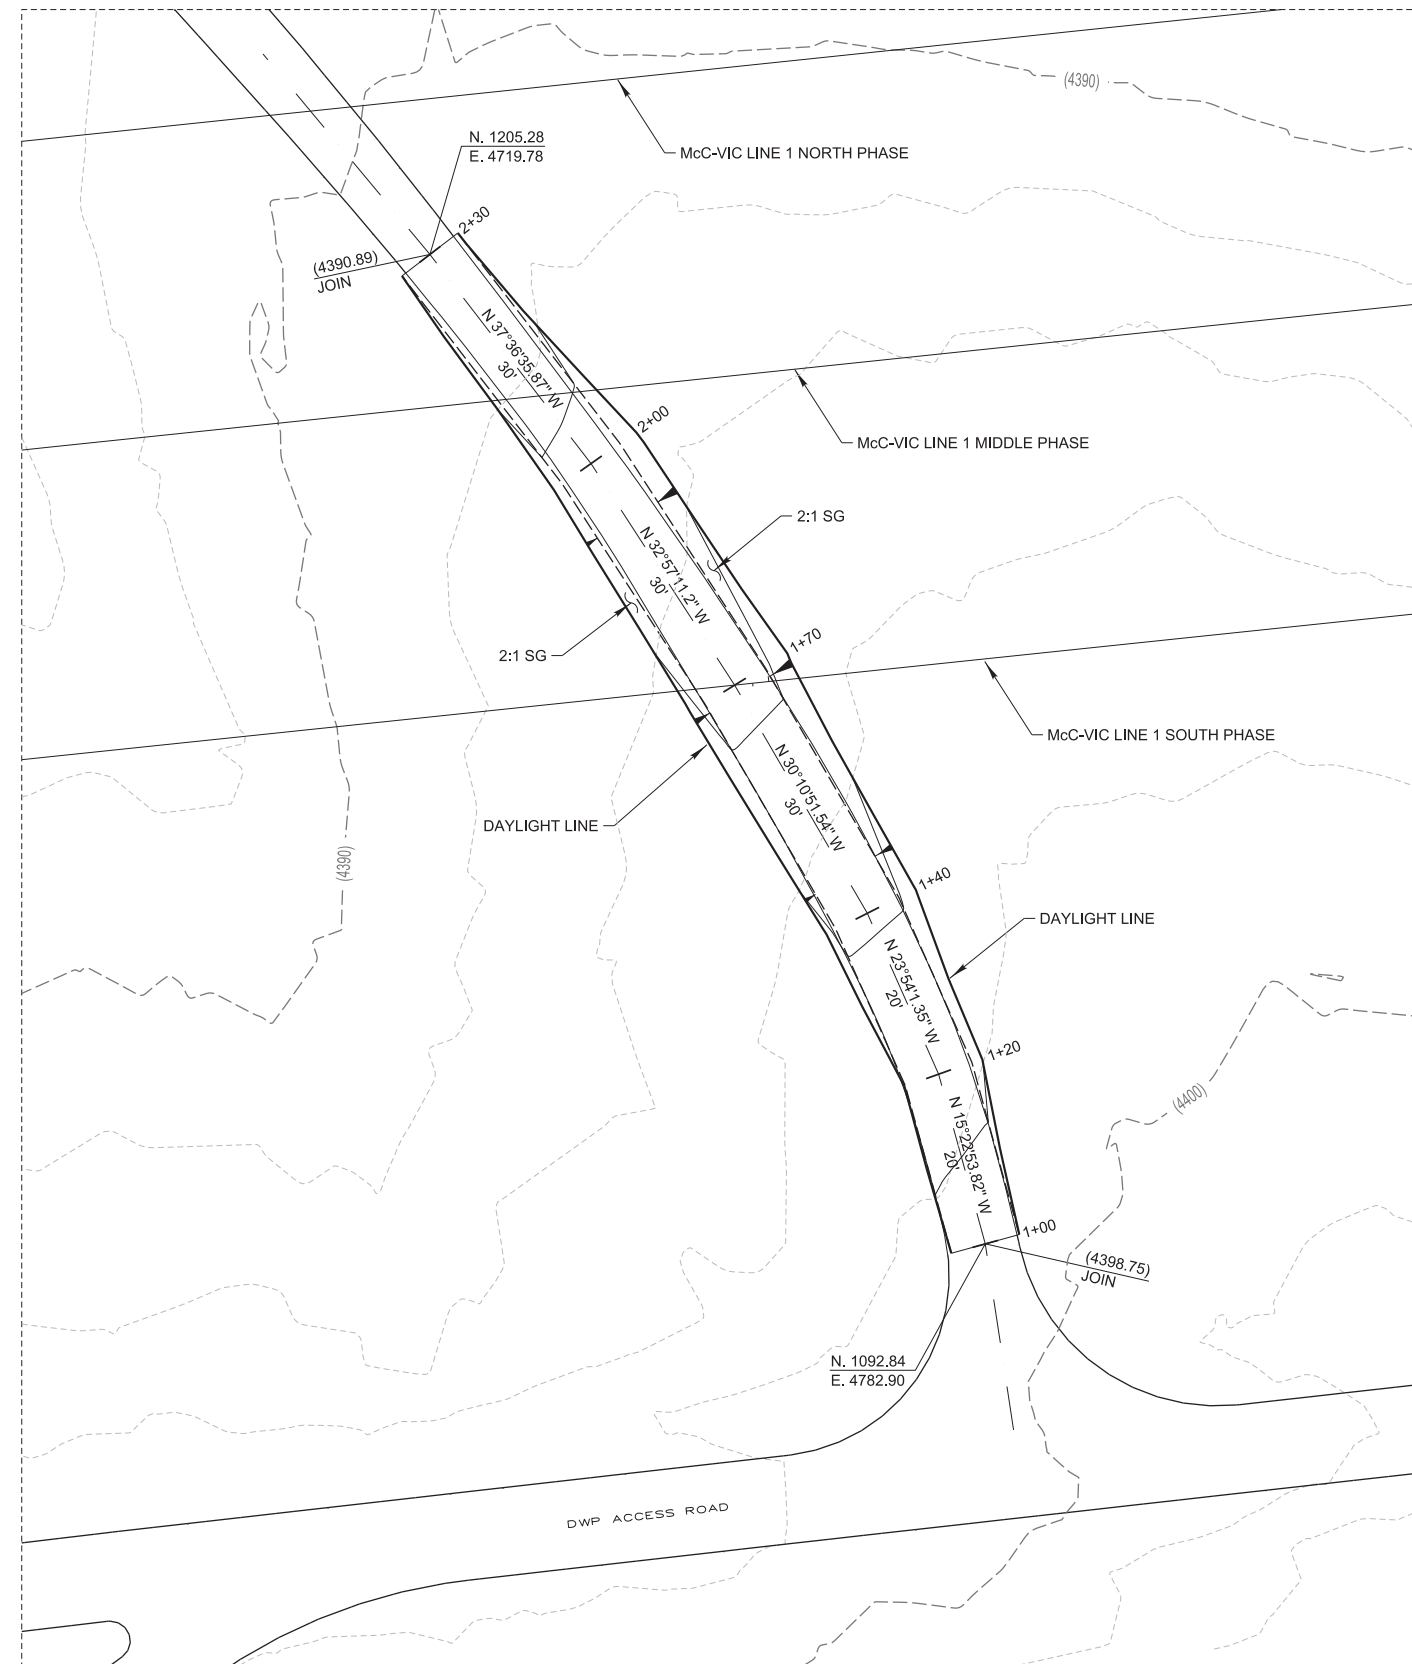 (4390)
N. 1205.28
E. 4719.78
McC-VIC LINE 1 NORTH PHASE
2+30
(4390.89)
JOIN
N 37°36'35.87" W
30'
2+00
McC-VIC LINE 1 MIDDLE PHASE
2:1 SG
N 32°57'11.2" W
30'
1+70
2:1 SG
McC-VIC LINE 1 SOUTH PHASE
N 30°10'51.54" W
30'
DAYLIGHT LINE
(4390)
1+40
DAYLIGHT LINE
N 23°54'1.35" W
20'
1+20
(4400)
N 15°22'53.82" W
20'
1+00
(4398.75)
JOIN
N. 1092.84
E. 4782.90
DWP ACCESS ROAD